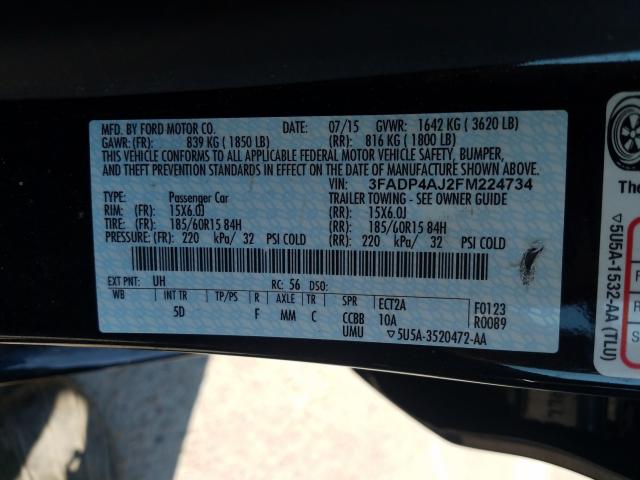 MFD. BY FORD MOTOR CO. DATE: 07/15 GVWR: 1642 KG ( 3620 LB)
GAWR: (FR): 839 KG ( 1850 LB) (RR): 816 KG ( 1800 LB)
THIS VEHICLE CONFORMS TO ALL APPLICABLE FEDERAL MOTOR VEHICLE SAFETY, BUMPER,
AND THEFT PREVENTION STANDARDS IN EFFECT ON THE DATE OF MANUFACTURE SHOWN ABOVE.
VIN: 3FADP4AJ2FM224734
TYPE: Passenger Car TRAILER TOWING - SEE OWNER GUIDE
RIM: (FR): 15X6.0J (RR): 15X6.0J
TIRE: (FR): 185/60R15 84H (RR): 185/60R15 84H
PRESSURE: (FR): 220 kPa/ 32 PSI COLD (RR): 220 kPa/ 32 PSI COLD
EXT PNT: UH RC: 56 DSO:
WB INT TR TP/PS R AXLE TR SPR ECT2A F0123
5D F MM C CCBB 10A R0089
UMU ▽5U5A-3520472-AA
▽5U5A-1532-AA (TLU)